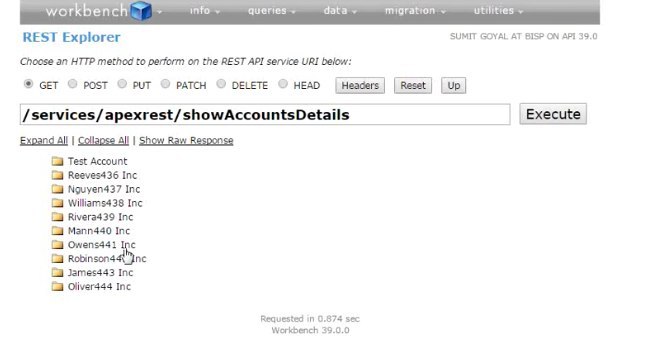 workbench info queries data migration utilities
REST Explorer SUMIT GOYAL AT BISP ON API 39.0
Choose an HTTP method to perform on the REST API service URI below:
GET POST PUT PATCH DELETE HEAD Headers Reset Up
/services/apexrest/showAccountsDetails Execute
Expand All | Collapse All | Show Raw Response
Test Account
Reeves436 Inc
Nguyen437 Inc
Williams438 Inc
Rivera439 Inc
Mann440 Inc
Owens441 Inc
Inc
James443 Inc
Oliver444 Inc
Requested in 0.874 sec
Workbench 39.0.0